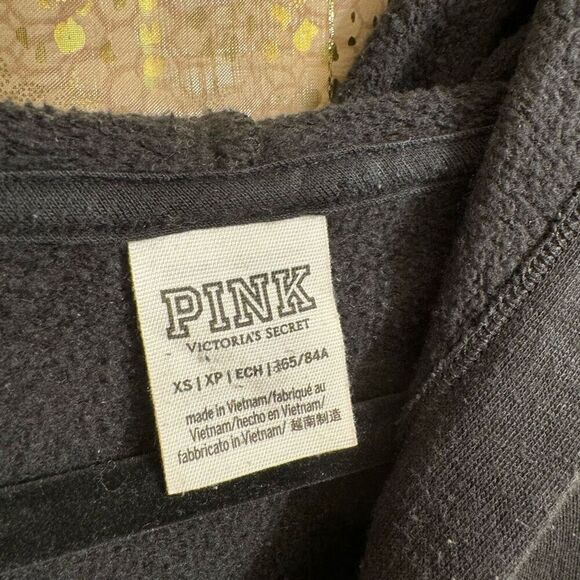 PINK
VICTORIA'S SECRET
XS | XP | ECH | 165/84A
made in Vietnam/fabriqué au
Vietnam/hecho en Vietnam/
fabbricato in Vietnam/ 越南制造